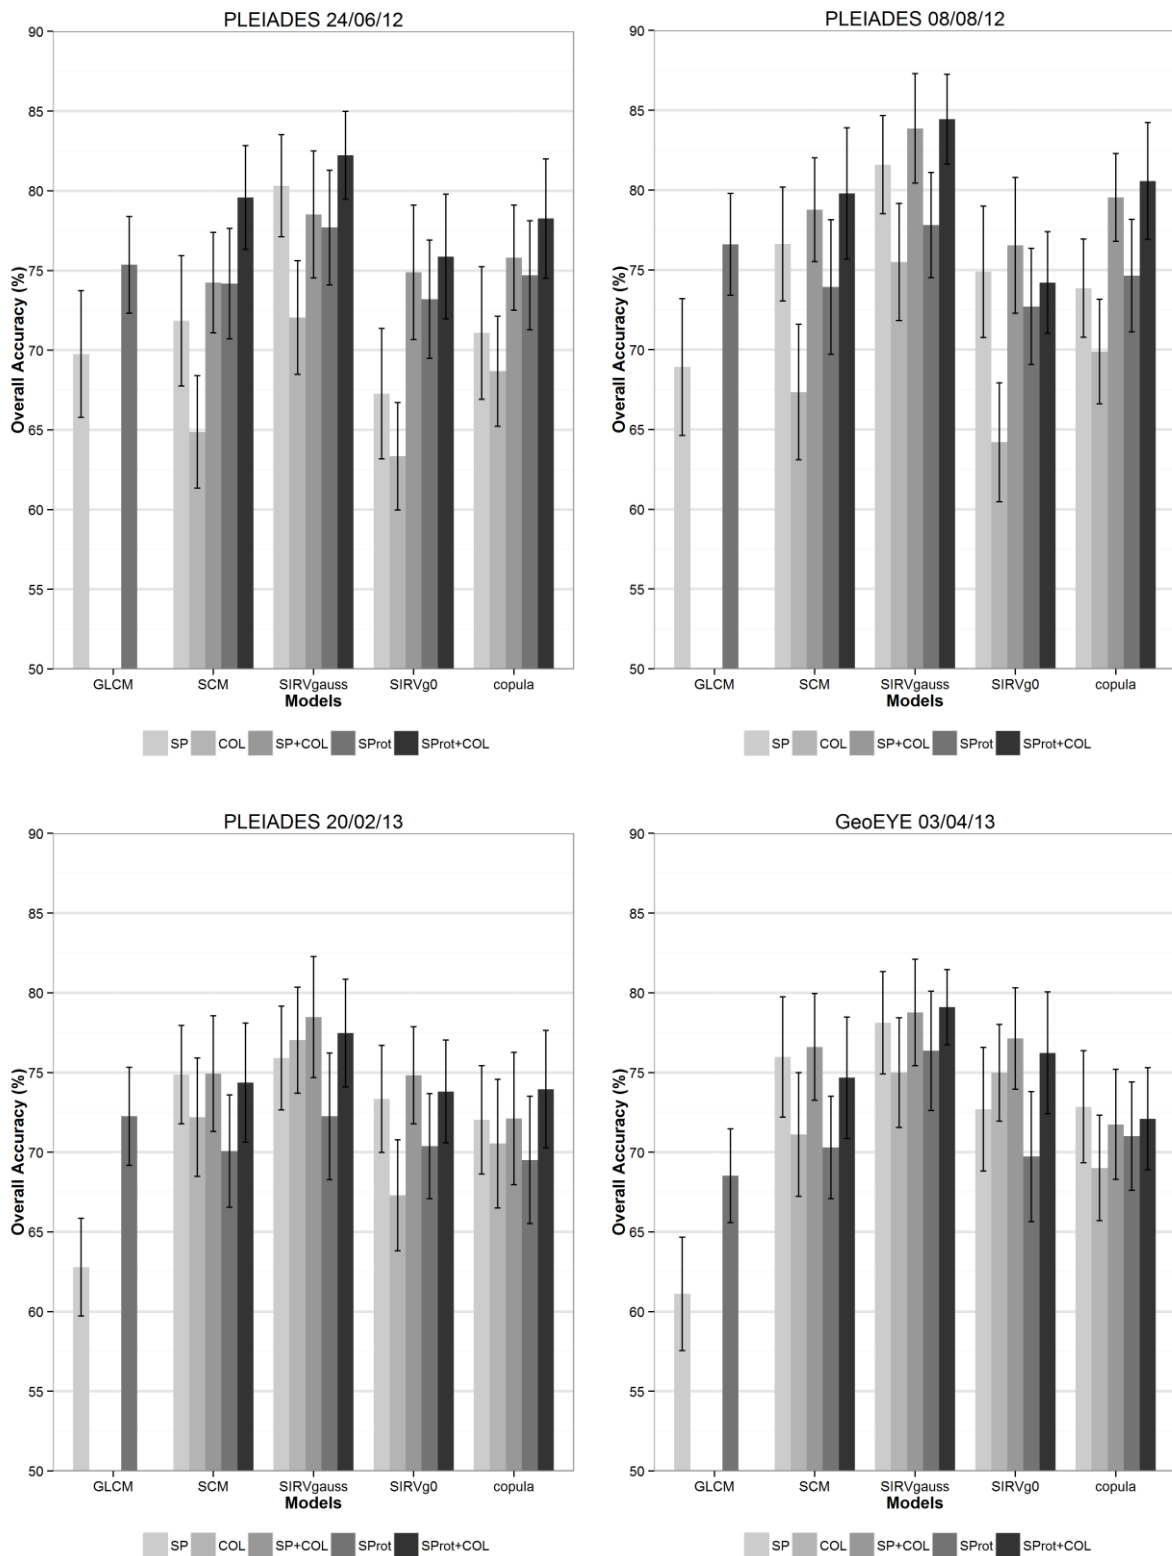 PLEIADES 24/06/12
90
85
80
75
70
65
60
55
50
Overall Accuracy (%)
GLCM SCM SIRVgauss SIRVg0 copula
Models
SP COL SP+COL SProt SProt+COL
PLEIADES 08/08/12
90
85
80
75
70
65
60
55
50
Overall Accuracy (%)
GLCM SCM SIRVgauss SIRVg0 copula
Models
SP COL SP+COL SProt SProt+COL
PLEIADES 20/02/13
90
85
80
75
70
65
60
55
50
Overall Accuracy (%)
GLCM SCM SIRVgauss SIRVg0 copula
Models
SP COL SP+COL SProt SProt+COL
GeoEYE 03/04/13
90
85
80
75
70
65
60
55
50
Overall Accuracy (%)
GLCM SCM SIRVgauss SIRVg0 copula
Models
SP COL SP+COL SProt SProt+COL